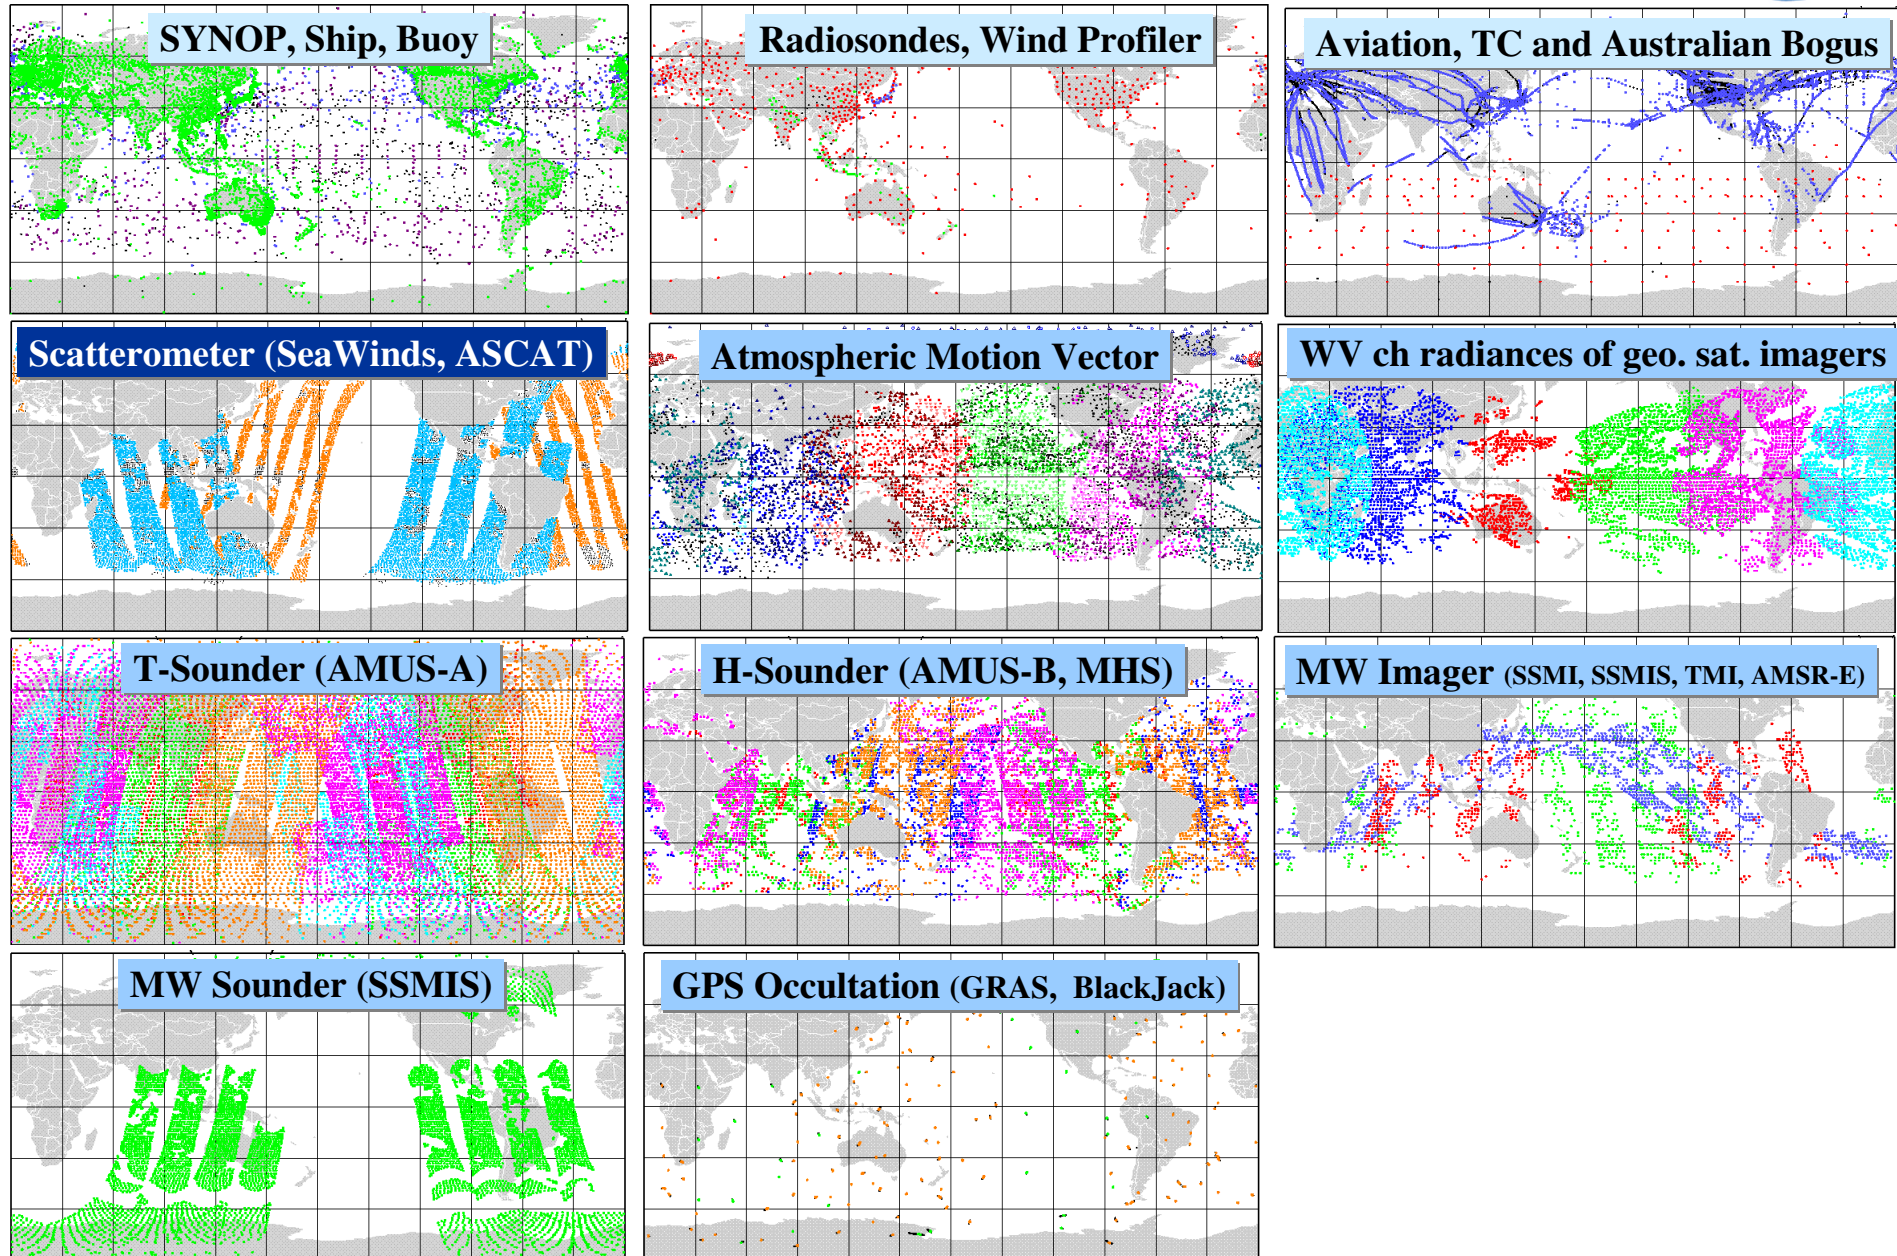 SYNOP, Ship, Buoy
Radiosondes, Wind Profiler
Aviation, TC and Australian Bogus
Scatterometer (SeaWinds, ASCAT)
Atmospheric Motion Vector
WV ch radiances of geo. sat. imagers
T-Sounder (AMUS-A)
H-Sounder (AMUS-B, MHS)
MW Imager (SSMI, SSMIS, TMI, AMSR-E)
MW Sounder (SSMIS)
GPS Occultation (GRAS, BlackJack)